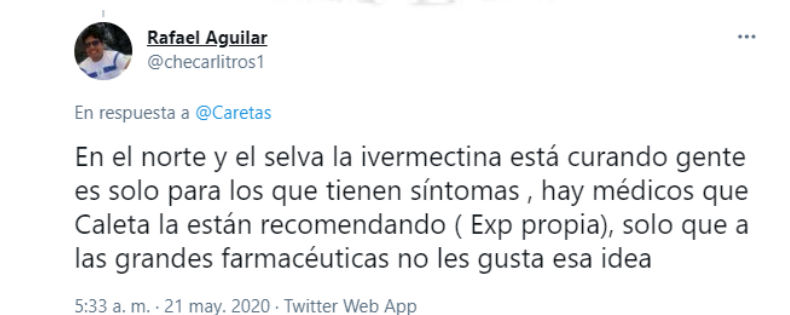 Rafael Aguilar
@checarlitros1
En respuesta a @Caretas
En el norte y el selva la ivermectina está curando gente
es solo para los que tienen síntomas , hay médicos que
Caleta la están recomendando ( Exp propia), solo que a
las grandes farmacéuticas no les gusta esa idea
5:33 a. m. · 21 may. 2020 · Twitter Web App